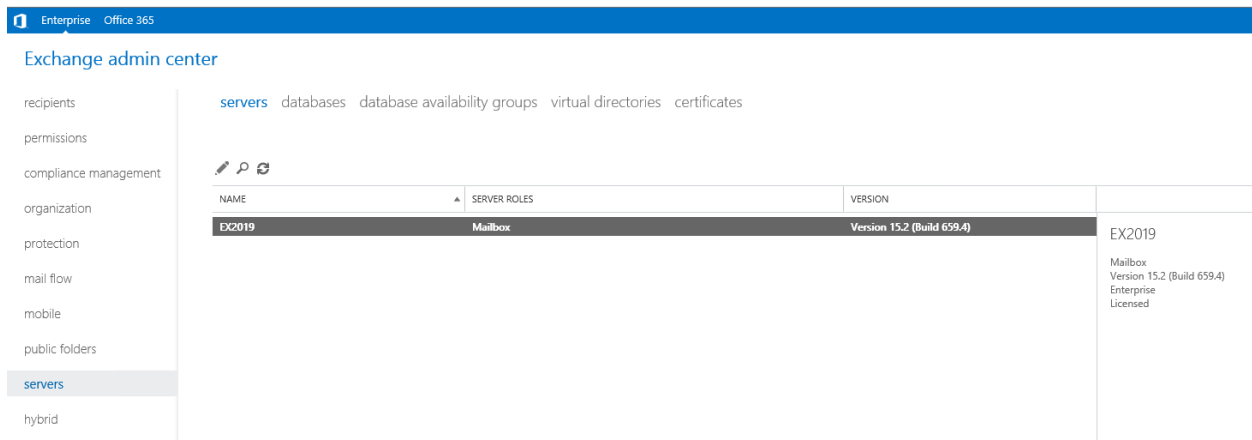 Enterprise Office 365
Exchange admin center
recipients
permissions
compliance management
organization
protection
mail flow
mobile
public folders
servers
hybrid
servers databases database availability groups virtual directories certificates
NAME SERVER ROLES VERSION
EX2019 Mailbox Version 15.2 (Build 659.4)
EX2019
Mailbox
Version 15.2 (Build 659.4)
Enterprise
Licensed